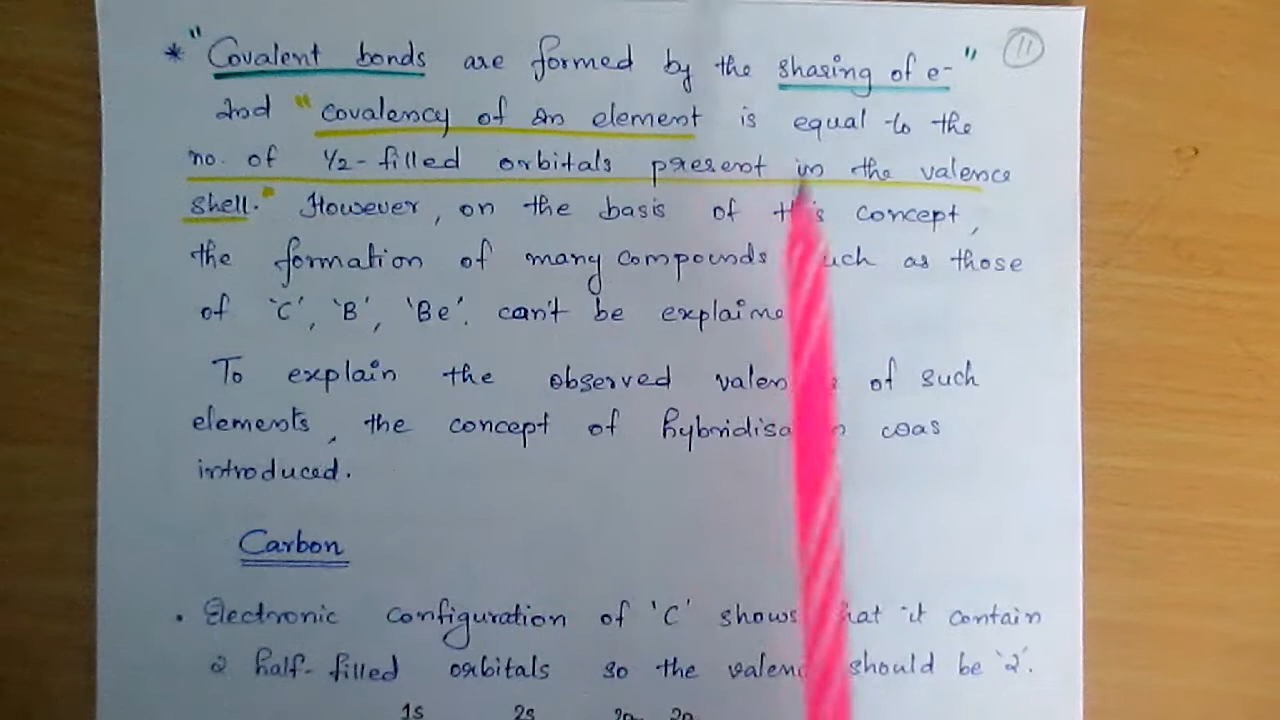 * "Covalent bonds are formed by the sharing of e-" 11
and "covalency of an element is equal to the
no. of 1/2-filled orbitals present in the valence
shell." However, on the basis of this concept,
the formation of many compounds such as those
of 'C', 'B', 'Be'. can't be
To explain the observed of such
elements, the concept of was
introduced.
Carbon
. Electronic configuration of 'C' shows that it contain
2 half-filled orbitals so the should be '2'.
1s 2s 2p 2p